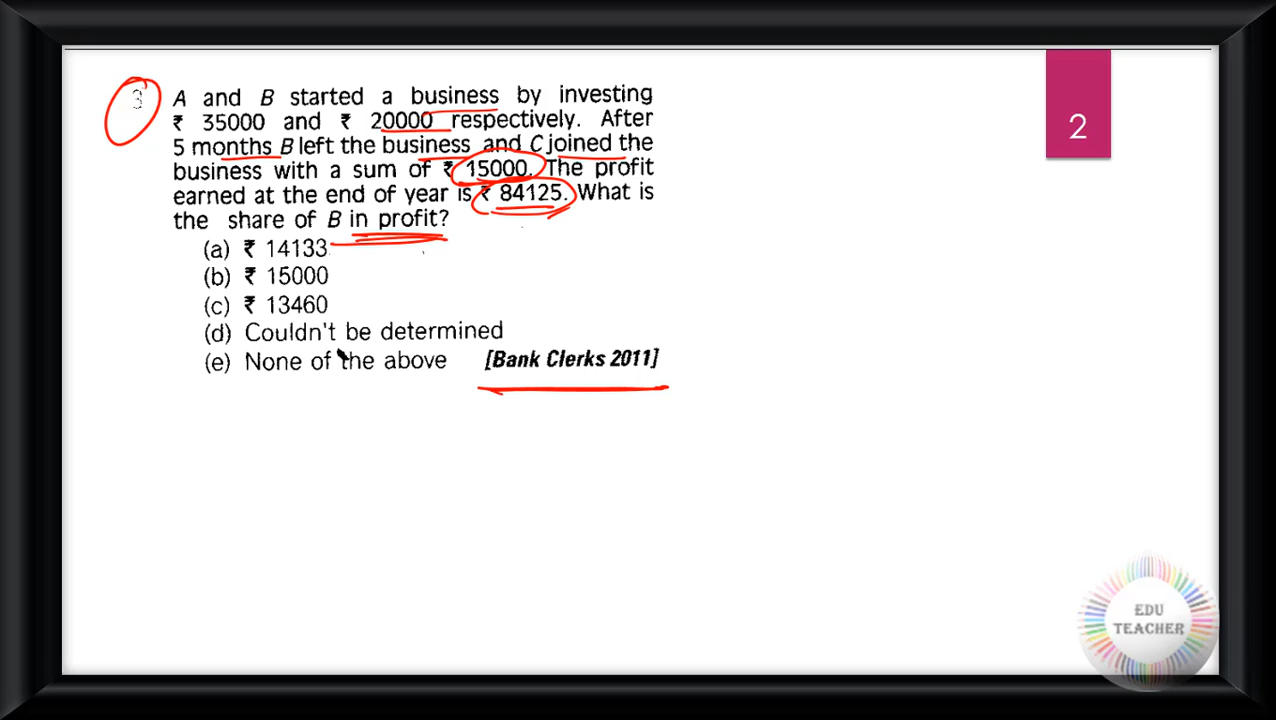 2
3 A and B started a business by investing
₹ 35000 and ₹ 20000 respectively. After
5 months B left the business and C joined the
business with a sum of ₹ 15000. The profit
earned at the end of year is ₹ 84125. What is
the share of B in profit?
(a) ₹ 14133
(b) ₹ 15000
(c) ₹ 13460
(d) Couldn't be determined
(e) None of the above [Bank Clerks 2011]
EDU
TEACHER